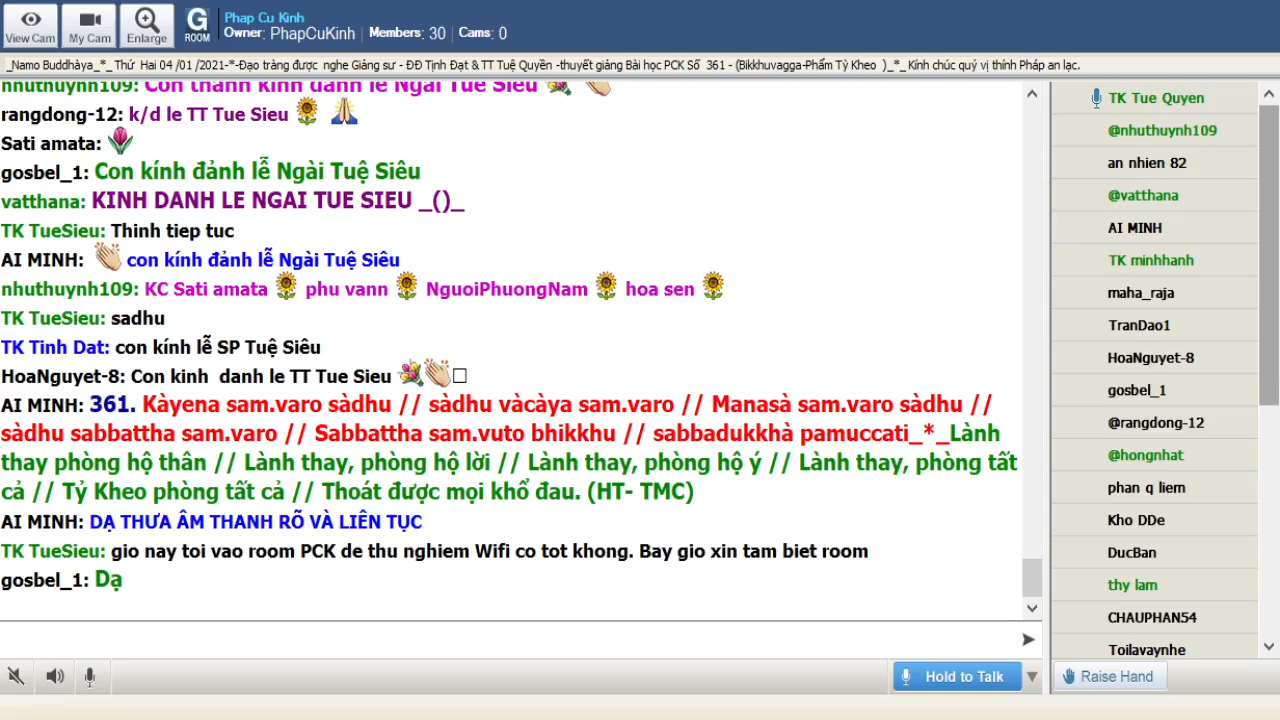 View Cam
My Cam
Enlarge
G
ROOM
Phap Cu Kinh
Owner: PhapCuKinh | Members: 30 | Cams: 0
_Namo Buddhàya_*_ Thứ Hai 04 /01 /2021-*-Đạo tràng được nghe Giảng sư - ĐĐ Tịnh Đạt & TT Tuệ Quyền -thuyết giảng Bài học PCK Số 361 - (Bikkhuvagga-Phẩm Tỳ Kheo )_*_ Kính chúc quý vị thính Pháp an lạc.
nhuthuynh109: Con thành kính đảnh lễ Ngài Tuệ Siêu
rangdong-12: k/d le TT Tue Sieu
Sati amata:
gosbel_1: Con kính đảnh lễ Ngài Tuệ Siêu
vatthana: KINH DANH LE NGAI TUE SIEU _()_
TK TueSieu: Thinh tiep tuc
AI MINH: con kính đảnh lễ Ngài Tuệ Siêu
nhuthuynh109: KC Sati amata phu vann NguoiPhuongNam hoa sen
TK TueSieu: sadhu
TK Tinh Dat: con kính lễ SP Tuệ Siêu
HoaNguyet-8: Con kinh danh le TT Tue Sieu
AI MINH: 361. Kàyena sam.varo sàdhu // sàdhu vàcàya sam.varo // Manasà sam.varo sàdhu //
sàdhu sabbattha sam.varo // Sabbattha sam.vuto bhikkhu // sabbadukkhà pamuccati_*_Lành
thay phòng hộ thân // Lành thay, phòng hộ lời // Lành thay, phòng hộ ý // Lành thay, phòng tất
cả // Tỷ Kheo phòng tất cả // Thoát được mọi khổ đau. (HT- TMC)
AI MINH: DẠ THƯA ÂM THANH RÕ VÀ LIÊN TỤC
TK TueSieu: gio nay toi vao room PCK de thu nghiem Wifi co tot khong. Bay gio xin tam biet room
gosbel_1: Dạ
TK Tue Quyen
@nhuthuynh109
an nhien 82
@vatthana
AI MINH
TK minhhanh
maha_raja
TranDao1
HoaNguyet-8
gosbel_1
@rangdong-12
@hongnhat
phan q liem
Kho DDe
DucBan
thy lam
CHAUPHAN54
Toilavaynhe
Hold to Talk
Raise Hand